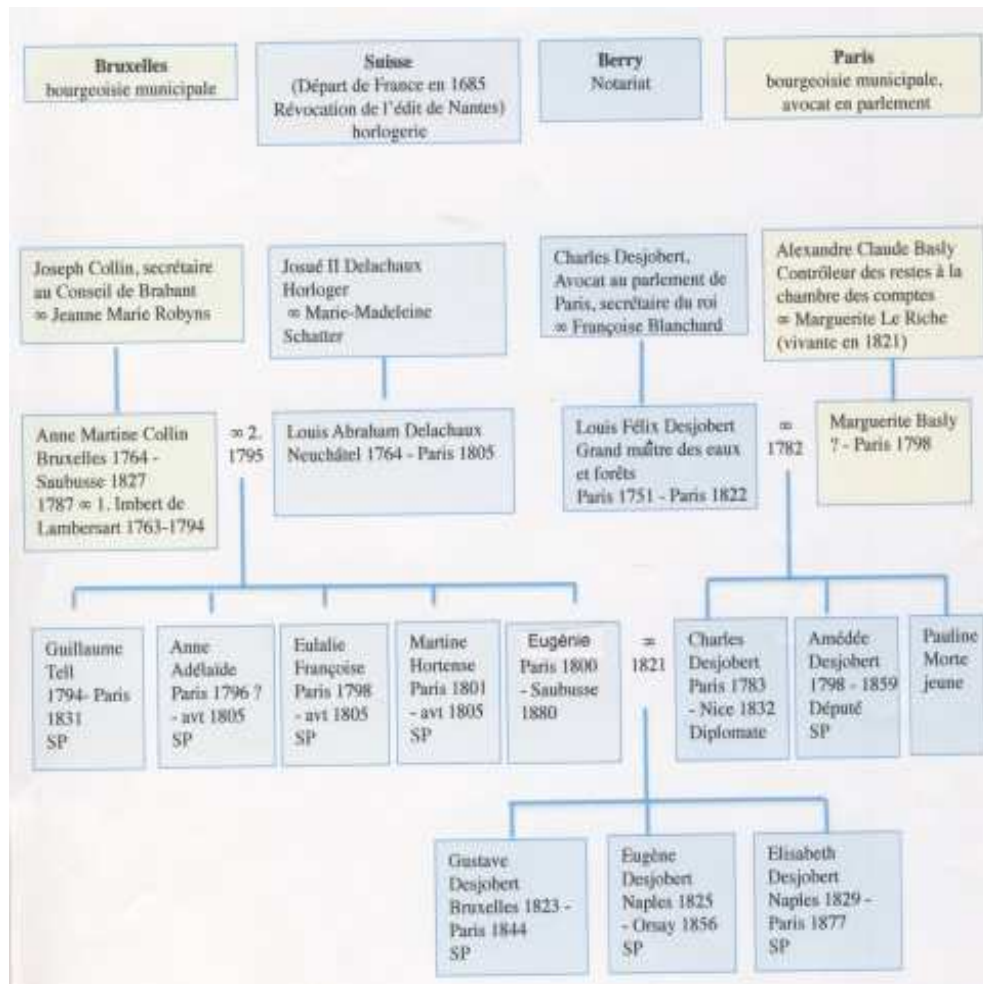 Bruxelles
bourgeoisie municipale
Suisse
(Départ de France en 1685
Révocation de l'édit de Nantes)
horlogerie
Berry
Notariat
Paris
bourgeoisie municipale,
avocat en parlement
Joseph Collin, secrétaire
au Conseil de Brabant
∞ Jeanne Marie Robyns
Josué II Delachaux
Horloger
∞ Marie-Madeleine
Schatter
Charles Desjobert,
Avocat au parlement de
Paris, secrétaire du roi
∞ Françoise Blanchard
Alexandre Claude Basly
Contrôleur des restes à la
chambre des comptes
∞ Marguerite Le Riche
(vivante en 1821)
Anne Martine Collin
Bruxelles 1764 -
Saubusse 1827
1787 ∞ 1. Imbert de
Lambersart 1763-1794
∞ 2.
1795
Louis Abraham Delachaux
Neuchâtel 1764 - Paris 1805
Louis Félix Desjobert
Grand maître des eaux
et forêts
Paris 1751 - Paris 1822
∞
1782
Marguerite Basly
? - Paris 1798
Guillaume
Tell
1794- Paris
1831
SP
Anne
Adélaïde
Paris 1796 ?
- avt 1805
SP
Eulalie
Françoise
Paris 1798
- avt 1805
SP
Martine
Hortense
Paris 1801
- avt 1805
SP
Eugénie
Paris 1800
- Saubusse
1880
∞
1821
Charles
Desjobert
Paris 1783
- Nice 1832
Diplomate
Amédée
Desjobert
1798 - 1859
Député
SP
Pauline
Morte
jeune
Gustave
Desjobert
Bruxelles 1823 -
Paris 1844
SP
Eugène
Desjobert
Naples 1825
- Orsay 1856
SP
Elisabeth
Desjobert
Naples 1829 -
Paris 1877
SP